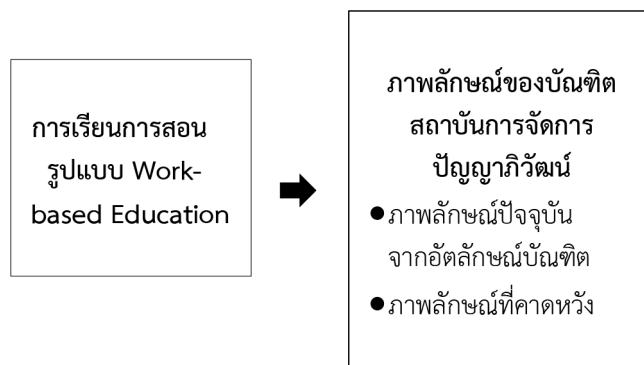 การเรียนการสอน
รูปแบบ Work-
based Education
ภาพลักษณ์ของบัณฑิต
สถาบันการจัดการ
ปัญญาภิวัฒน์
●ภาพลักษณ์ปัจจุบัน
จากอัตลักษณ์บัณฑิต
●ภาพลักษณ์ที่คาดหวัง